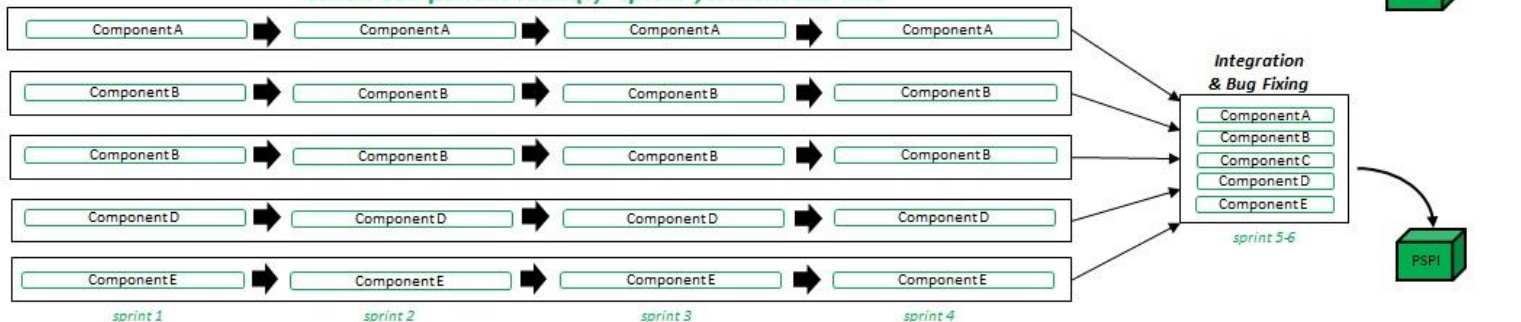 Component A Component A Component A Component A
Component B Component B Component B Component B
Component B Component B Component B Component B
Component D Component D Component D Component D
Component E Component E Component E Component E
sprint 1 sprint 2 sprint 3 sprint 4
Integration
& Bug Fixing
Component A
Component B
Component C
Component D
Component E
sprint 5-6
PSPI